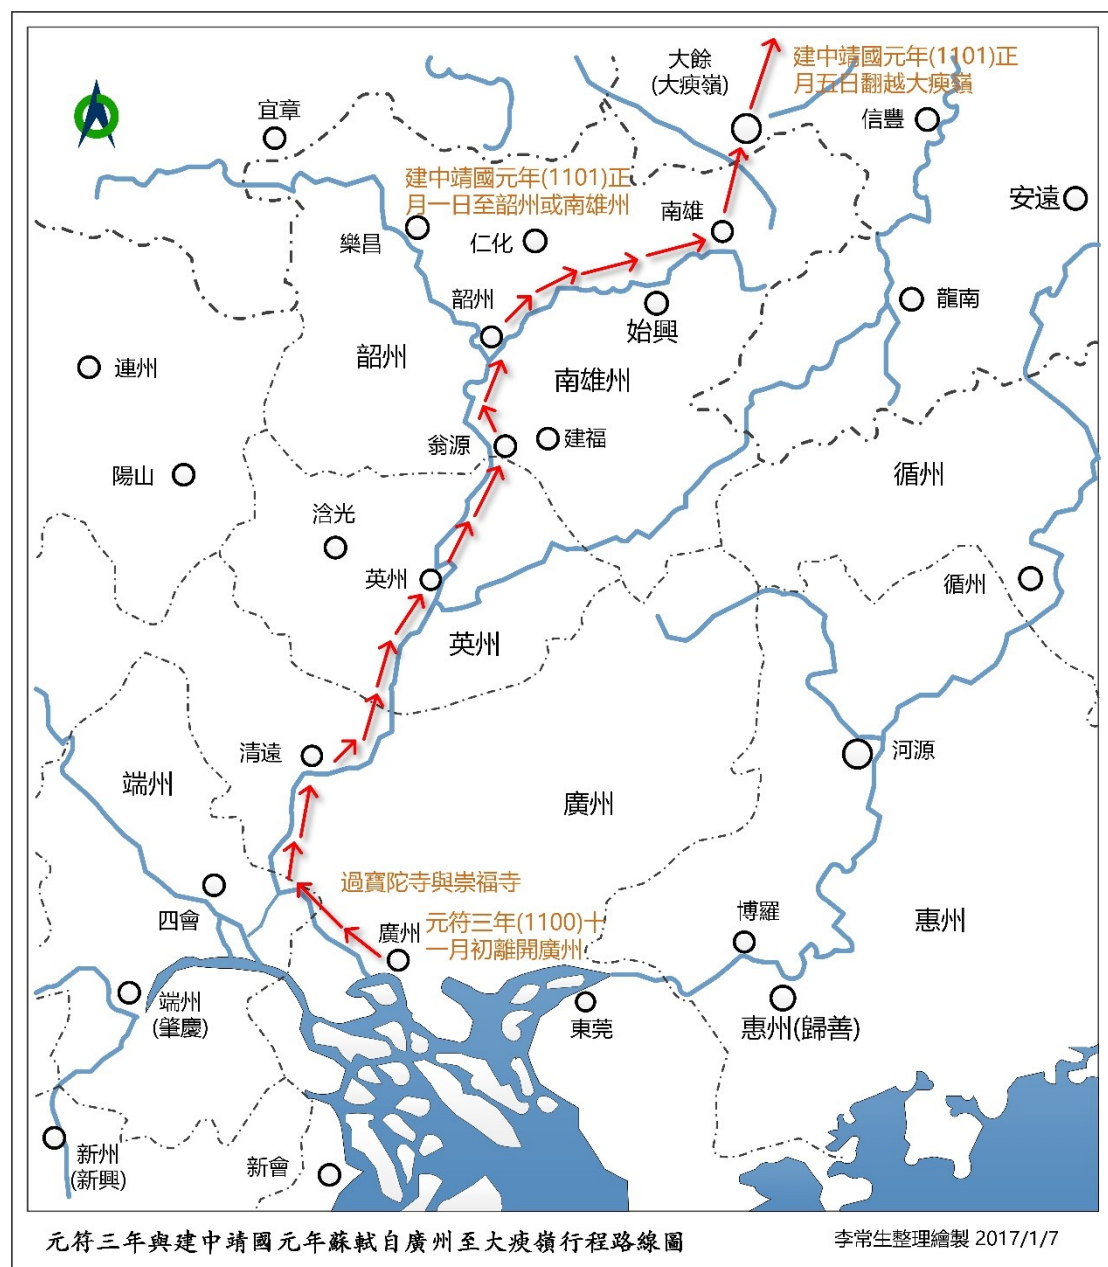 大餘
(大瘐嶺)
建中靖國元年(1101)正
月五日翻越大瘐嶺
宜章
信豐
建中靖國元年(1101)正
月一日至韶州或南雄州
安遠
南雄
樂昌
仁化
韶州
龍南
始興
韶州
連州
南雄州
翁源
建福
陽山
循州
浛光
英州
循州
英州
清遠
河源
端州
廣州
過寶陀寺與崇福寺
四會
廣州
元符三年(1100)十
一月初離開廣州
博羅
惠州
端州
(肇慶)
東莞
惠州(歸善)
新州
(新興)
新會
元符三年與建中靖國元年蘇軾自廣州至大瘐嶺行程路線圖
李常生整理繪製 2017/1/7